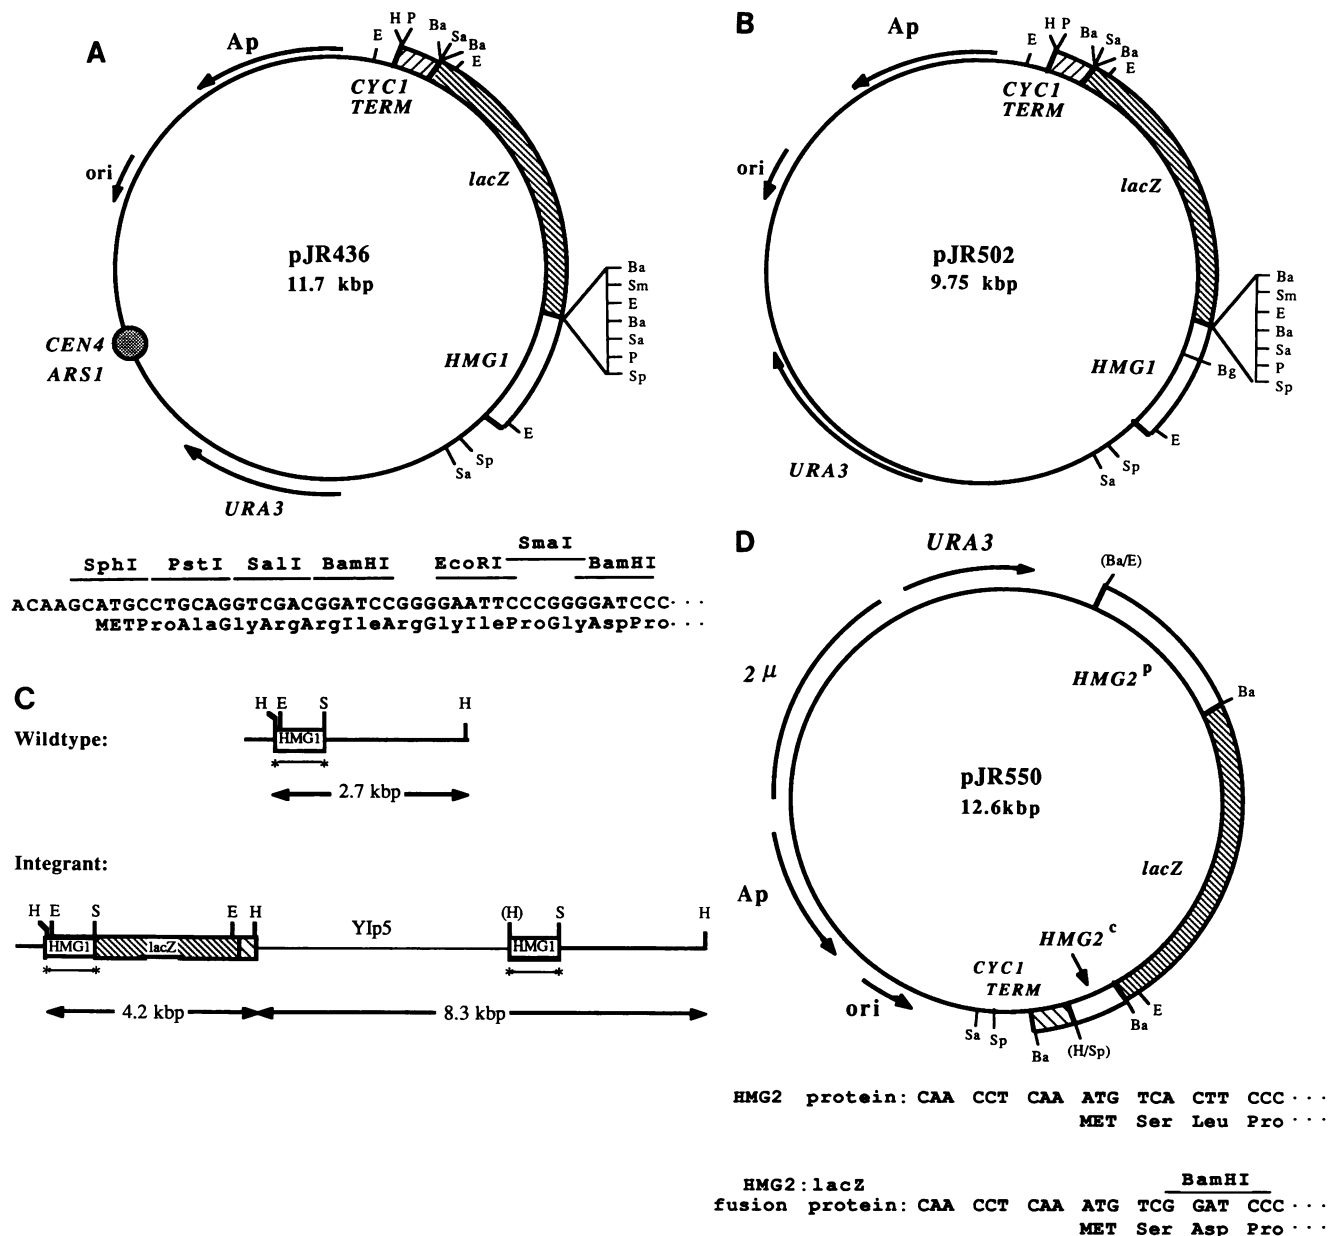 A
Ap
E
H P
Ba
Sa
Ba
E
CYC1
TERM
lacZ
ori
pJR436
11.7 kbp
Ba
Sm
E
Ba
Sa
P
Sp
CEN4
ARS1
HMG1
E
Sp
Sa
URA3
SphI PstI SalI BamHI EcoRI SmaI BamHI
ACAAGCATGCCTGCAGGTCGACGGATCCGGGGAATTCCCGGGGATCCC···
METProAlaGlyArgArgIleArgGlyIleProGlyAspPro···
B
Ap
E
H P
Ba
Sa
Ba
E
CYC1
TERM
lacZ
ori
pJR502
9.75 kbp
Ba
Sm
E
Ba
Sa
P
Sp
HMG1
Bg
E
Sp
Sa
URA3
C
Wildtype:
H E S H
HMG1
* *
2.7 kbp
Integrant:
H E S E H (H) S H
HMG1 lacZ YIp5 HMG1
* * * *
4.2 kbp 8.3 kbp
D
URA3
(Ba/E)
2 μ
HMG2 p
Ba
pJR550
12.6kbp
lacZ
Ap
HMG2 c
CYC1
TERM
ori
Sa
Sp
Ba
(H/Sp)
Ba
E
HMG2 protein: CAA CCT CAA ATG TCA CTT CCC···
MET Ser Leu Pro···
HMG2:lacZ BamHI
fusion protein: CAA CCT CAA ATG TCG GAT CCC···
MET Ser Asp Pro···